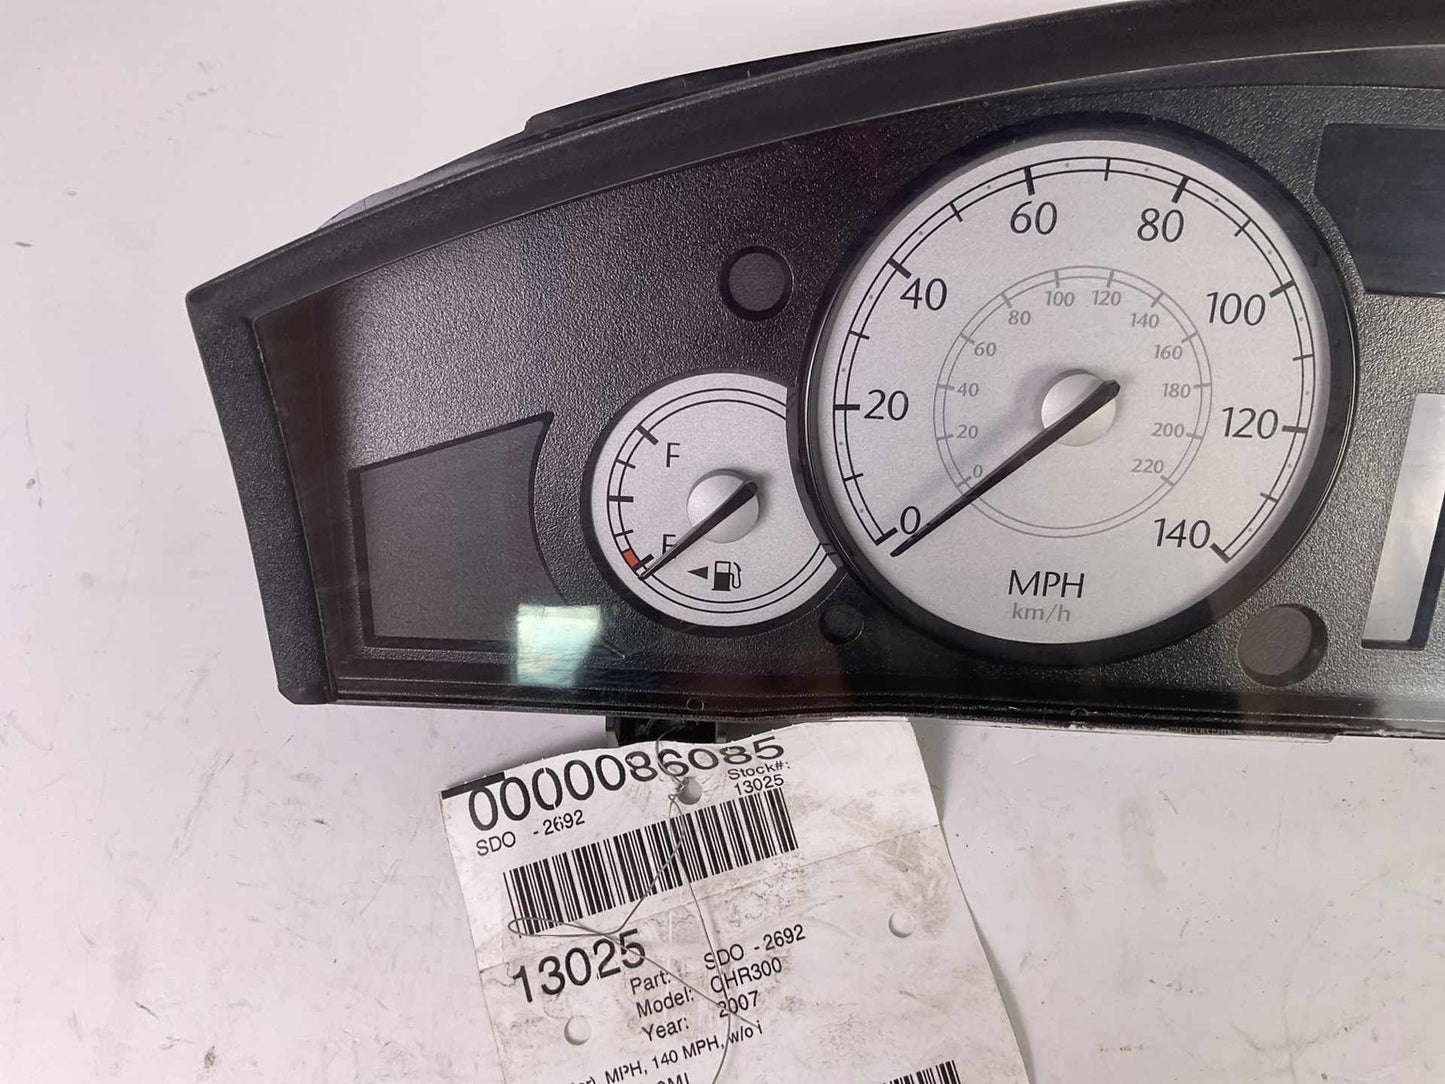 60 80
40 100
20 120
0 140
100 120
80 140
60 160
40 180
20 200
0 220
MPH
km/h
F
E
0000086085
Stock#:
13025
SDO - 2692
13025
Part: SDO - 2692
Model: CHR300
Year: 2007
MPH, 140 MPH, w/o i